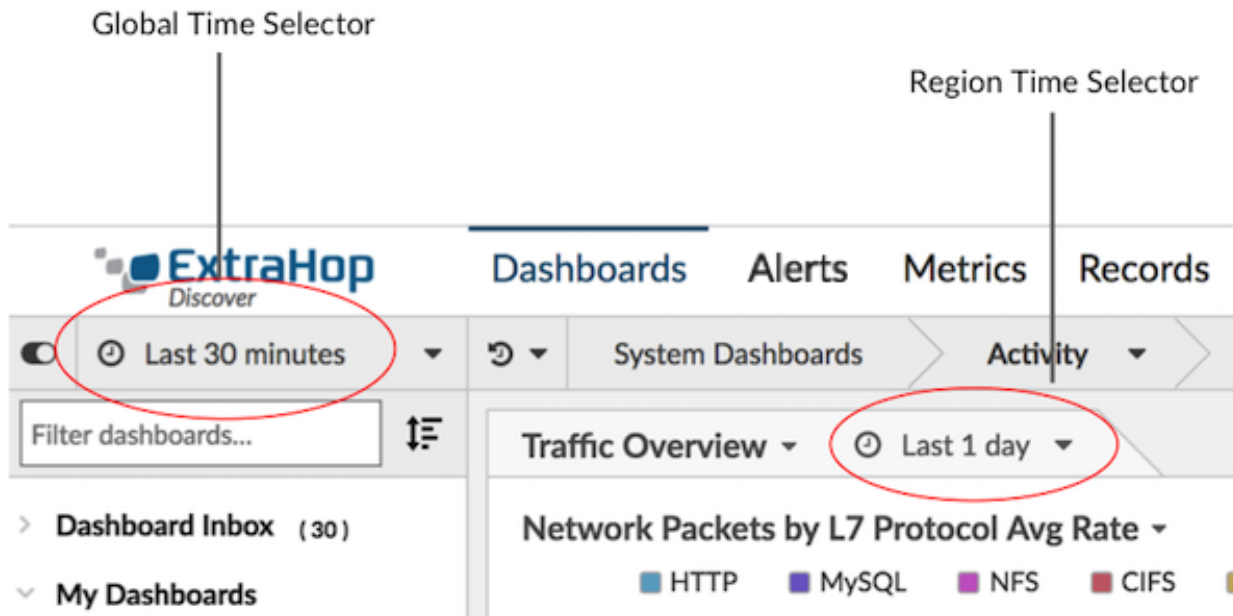 Global Time Selector
Region Time Selector
ExtraHop
Discover
Dashboards Alerts Metrics Records
Last 30 minutes
System Dashboards Activity
Filter dashboards...
Traffic Overview Last 1 day
Dashboard Inbox (30)
Network Packets by L7 Protocol Avg Rate
HTTP MySQL NFS CIFS
My Dashboards